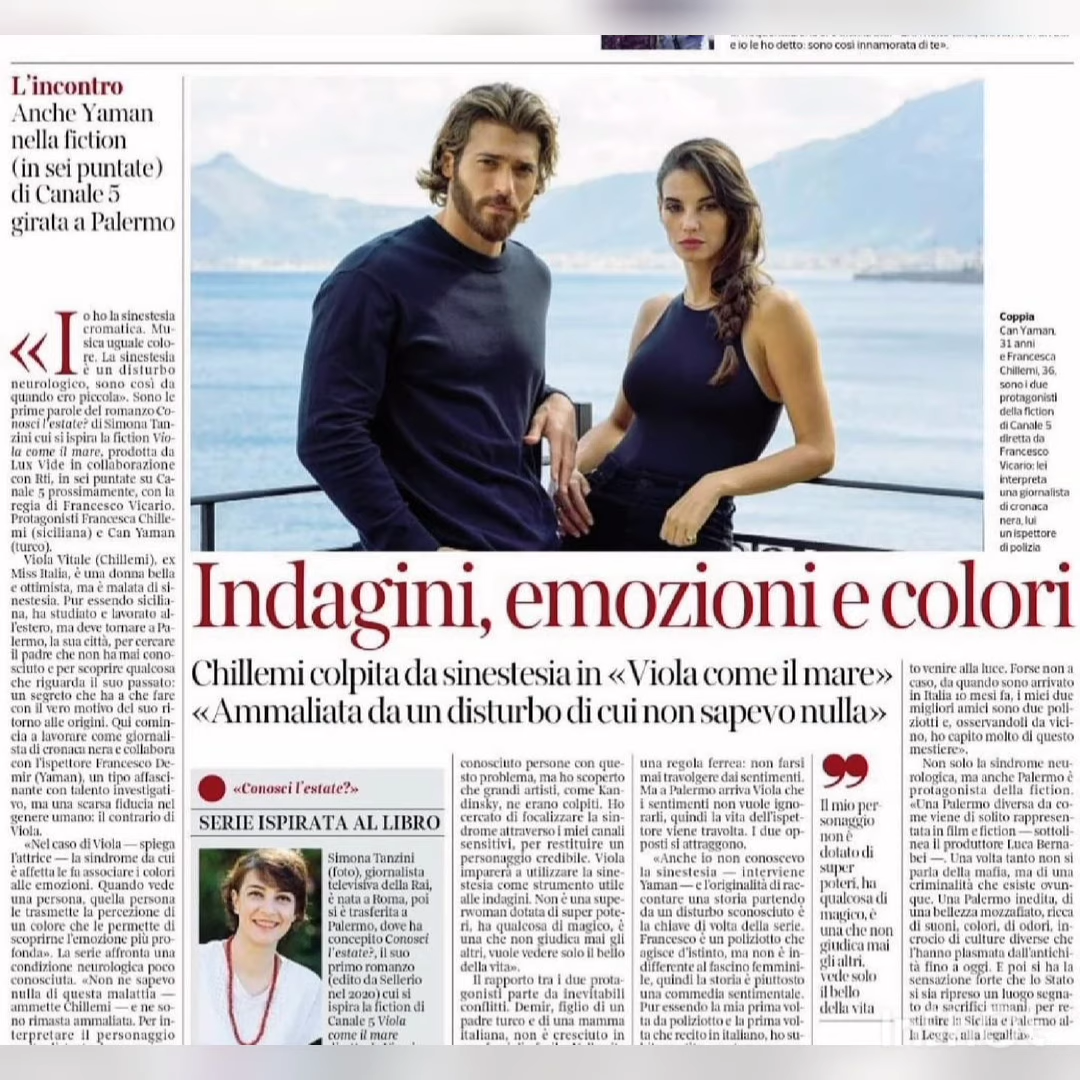 e io le ho detto: sono così innamorata di te».
L'incontro
Anche Yaman
nella fiction
(in sei puntate)
di Canale 5
girata a Palermo
«Io ho la sinestesia
cromatica. Mu-
sica uguale colo-
re. La sinestesia
è un disturbo
neurologico, sono così da
quando ero piccola». Sono le
prime parole del romanzo Co-
nosci l'estate? di Simona Tan-
zini cui si ispira la fiction Vio-
la come il mare, prodotta da
Lux Vide in collaborazione
con Rti, in sei puntate su Ca-
nale 5 prossimamente, con la
regia di Francesco Vicario.
Protagonisti Francesca Chille-
mi (siciliana) e Can Yaman
(turco).
Viola Vitale (Chillemi), ex
Miss Italia, è una donna bella
e ottimista, ma è malata di si-
nestesia. Pur essendo sicilia-
na, ha studiato e lavorato al-
l'estero, ma deve tornare a Pa-
lermo, la sua città, per cercare
il padre che non ha mai cono-
sciuto e per scoprire qualcosa
che riguarda il suo passato:
un segreto che ha a che fare
con il vero motivo del suo ri-
torno alle origini. Qui comin-
cia a lavorare come giornali-
sta di cronaca nera e collabora
con l'ispettore Francesco De-
mir (Yaman), un tipo affasci-
nante con talento investigati-
vo, ma una scarsa fiducia nel
genere umano: il contrario di
Viola.
«Nel caso di Viola — spiega
l'attrice — la sindrome da cui
è affetta le fa associare i colori
alle emozioni. Quando vede
una persona, quella persona
le trasmette la percezione di
un colore che le permette di
scoprirne l'emozione più pro-
fonda». La serie affronta una
condizione neurologica poco
conosciuta. «Non ne sapevo
nulla di questa malattia —
ammette Chillemi — e ne so-
no rimasta ammaliata. Per in-
terpretare il personaggio
Coppia
Can Yaman,
31 anni
e Francesca
Chillemi, 36,
sono i due
protagonisti
della fiction
di Canale 5
diretta da
Francesco
Vicario: lei
interpreta
una giornalista
di cronaca
nera, lui
un ispettore
di polizia
Indagini, emozioni e colori
Chillemi colpita da sinestesia in «Viola come il mare»
«Ammaliata da un disturbo di cui non sapevo nulla»
«Conosci l'estate?»
SERIE ISPIRATA AL LIBRO
Simona Tanzini
(foto), giornalista
televisiva della Rai,
è nata a Roma, poi
si è trasferita a
Palermo, dove ha
concepito Conosci
l'estate?, il suo
primo romanzo
(edito da Sellerio
nel 2020) cui si
ispira la fiction di
Canale 5 Viola
come il mare
conosciuto persone con que-
sto problema, ma ho scoperto
che grandi artisti, come Kan-
dinsky, ne erano colpiti. Ho
cercato di focalizzare la sin-
drome attraverso i miei canali
sensitivi, per restituire un
personaggio credibile. Viola
imparerà a utilizzare la sine-
stesia come strumento utile
alle indagini. Non è una supe-
rwoman dotata di super pote-
ri, ha qualcosa di magico, è
una che non giudica mai gli
altri, vuole vedere solo il bello
della vita».
Il rapporto tra i due prota-
gonisti parte da inevitabili
conflitti. Demir, figlio di un
padre turco e di una mamma
italiana, non è cresciuto in
una regola ferrea: non farsi
mai travolgere dai sentimenti.
Ma a Palermo arriva Viola che
i sentimenti non vuole igno-
rarli, quindi la vita dell'ispet-
tore viene travolta. I due op-
posti si attraggono.
«Anche io non conoscevo
la sinestesia — interviene
Yaman — e l'originalità di rac-
contare una storia partendo
da un disturbo sconosciuto è
la chiave di volta della serie.
Francesco è un poliziotto che
agisce d'istinto, ma non è in-
differente al fascino femmini-
le, quindi la storia è piuttosto
una commedia sentimentale.
Pur essendo la mia prima vol-
ta da poliziotto e la prima vol-
ta che recito in italiano, ho su-
Il mio per-
sonaggio
non è
dotato di
super
poteri, ha
qualcosa di
magico, è
una che non
giudica mai
gli altri,
vede solo
il bello
della vita
to venire alla luce. Forse non a
caso, da quando sono arrivato
in Italia 10 mesi fa, i miei due
migliori amici sono due poli-
ziotti e, osservandoli da vici-
no, ho capito molto di questo
mestiere».
Non solo la sindrome neu-
rologica, ma anche Palermo è
protagonista della fiction.
«Una Palermo diversa da co-
me viene di solito rappresen-
tata in film e fiction — sottoli-
nea il produttore Luca Berna-
bei —. Una volta tanto non si
parla della mafia, ma di una
criminalità che esiste ovun-
que. Una Palermo inedita, di
una bellezza mozzafiato, ricca
di suoni, colori, di odori, in-
crocio di culture diverse che
l'hanno plasmata dall'antichi-
tà fino a oggi. E poi si ha la
sensazione forte che lo Stato
si sia ripreso un luogo segna-
to da sacrifici umani, per re-
stituire la Sicilia e Palermo al-
la Legge, alla legalità».